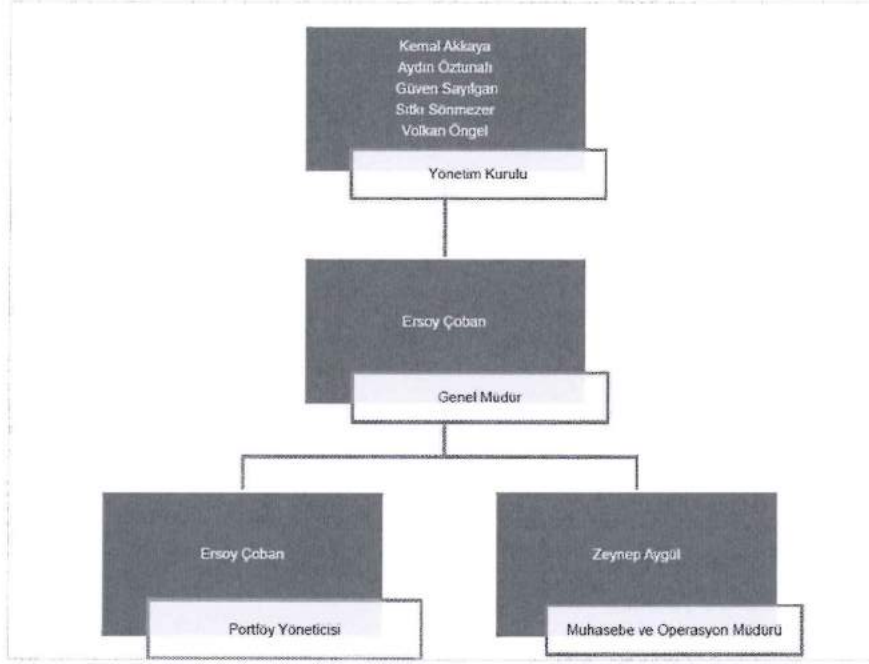 Kemal Akkaya
Aydın Öztunalı
Güven Sayılgan
Sıtkı Sönmezer
Volkan Öngel
Yönetim Kurulu
Ersoy Çoban
Genel Müdür
Ersoy Çoban
Portföy Yöneticisi
Zeynep Aygül
Muhasebe ve Operasyon Müdürü